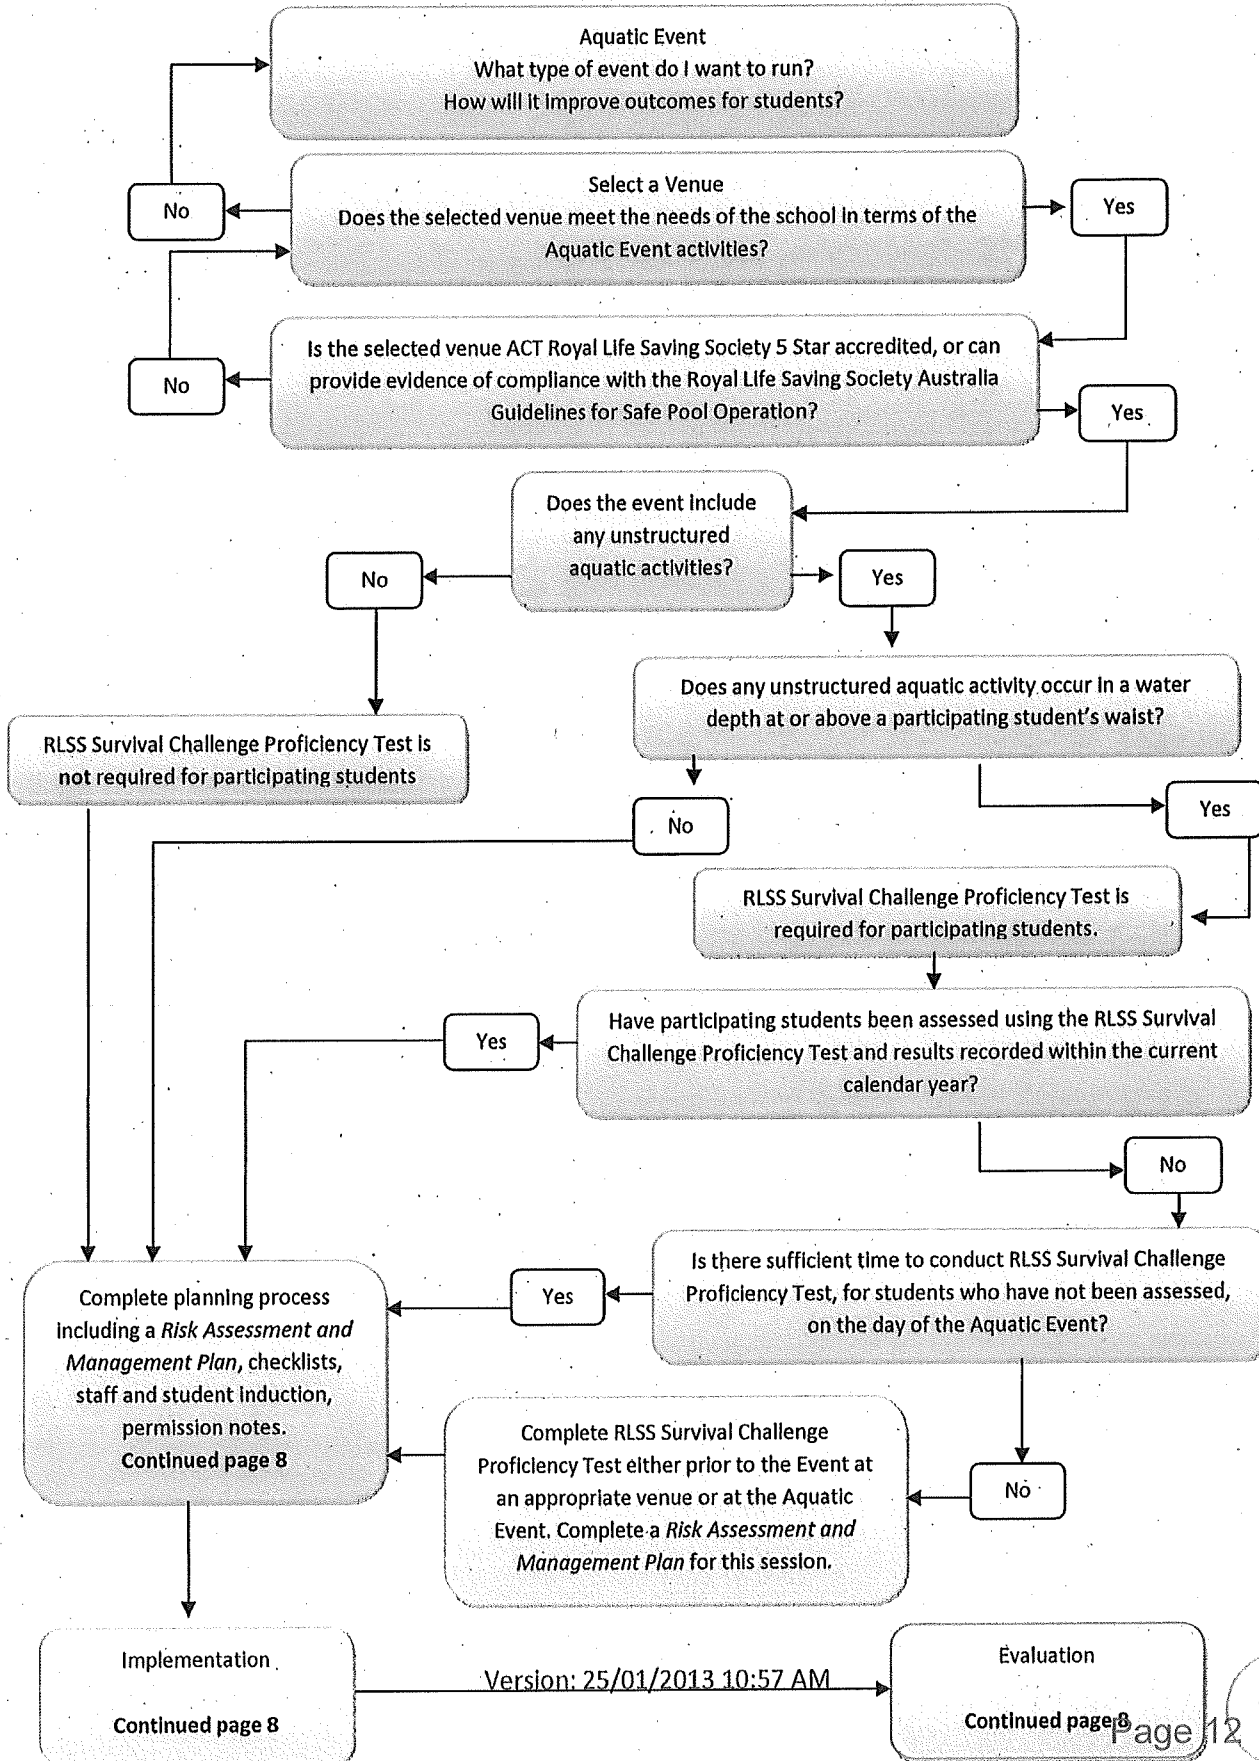 Aquatic Event
What type of event do I want to run?
How will it improve outcomes for students?
Select a Venue
Does the selected venue meet the needs of the school in terms of the
Aquatic Event activities?
No
Yes
Is the selected venue ACT Royal Life Saving Society 5 Star accredited, or can
provide evidence of compliance with the Royal Life Saving Society Australia
Guidelines for Safe Pool Operation?
No
Yes
Does the event include
any unstructured
aquatic activities?
No
Yes
Does any unstructured aquatic activity occur in a water
depth at or above a participating student's waist?
RLSS Survival Challenge Proficiency Test is
not required for participating students
No
Yes
RLSS Survival Challenge Proficiency Test is
required for participating students.
Have participating students been assessed using the RLSS Survival
Challenge Proficiency Test and results recorded within the current
calendar year?
Yes
No
Is there sufficient time to conduct RLSS Survival Challenge
Proficiency Test, for students who have not been assessed,
on the day of the Aquatic Event?
Yes
Complete planning process
including a Risk Assessment and
Management Plan, checklists,
staff and student induction,
permission notes.
Continued page 8
Complete RLSS Survival Challenge
Proficiency Test either prior to the Event at
an appropriate venue or at the Aquatic
Event. Complete a Risk Assessment and
Management Plan for this session.
No
Implementation
Continued page 8
Version: 25/01/2013 10:57 AM
Evaluation
Continued page 8
Page 12